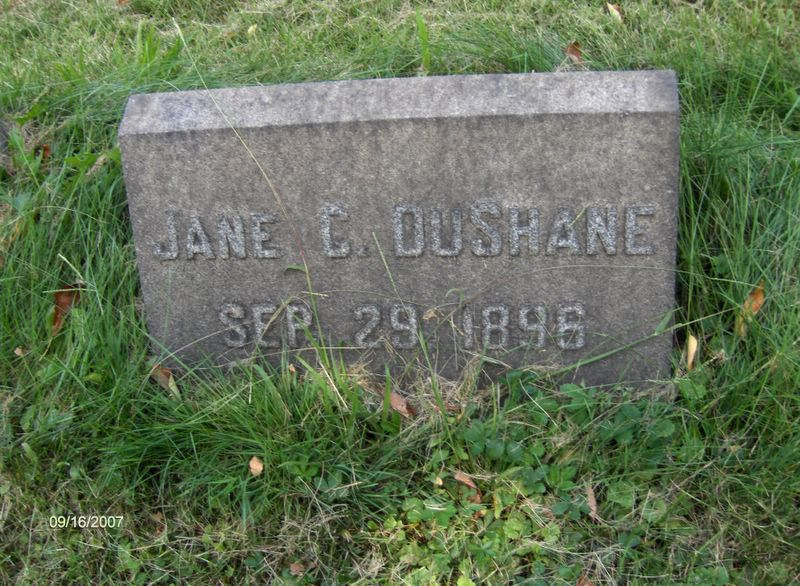 JANE C. DUSHANE
SEP. 29 1898
09/16/2007